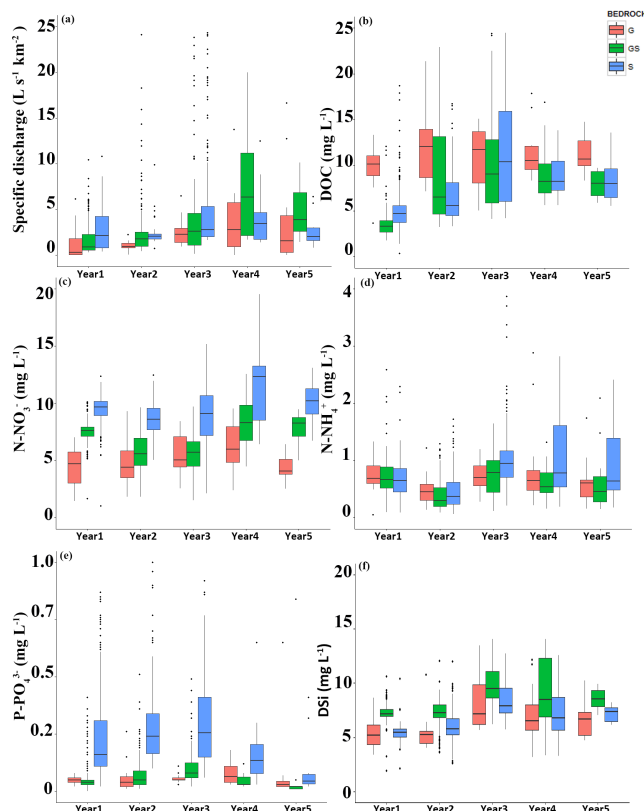 BEDROCK
G
GS
S
(a)
Specific discharge (L s⁻¹ km⁻²)
25
20
15
10
5
0
Year1 Year2 Year3 Year4 Year5
(b)
DOC (mg L⁻¹)
25
20
15
10
5
0
Year1 Year2 Year3 Year4 Year5
(c)
N-NO₃⁻ (mg L⁻¹)
20
15
10
5
0
Year1 Year2 Year3 Year4 Year5
(d)
N-NH₄⁺ (mg L⁻¹)
4
3
2
1
0
Year1 Year2 Year3 Year4 Year5
(e)
P-PO₄³⁻ (mg L⁻¹)
1.0
0.7
0.5
0.2
0
Year1 Year2 Year3 Year4 Year5
(f)
DSi (mg L⁻¹)
20
15
10
5
0
Year1 Year2 Year3 Year4 Year5